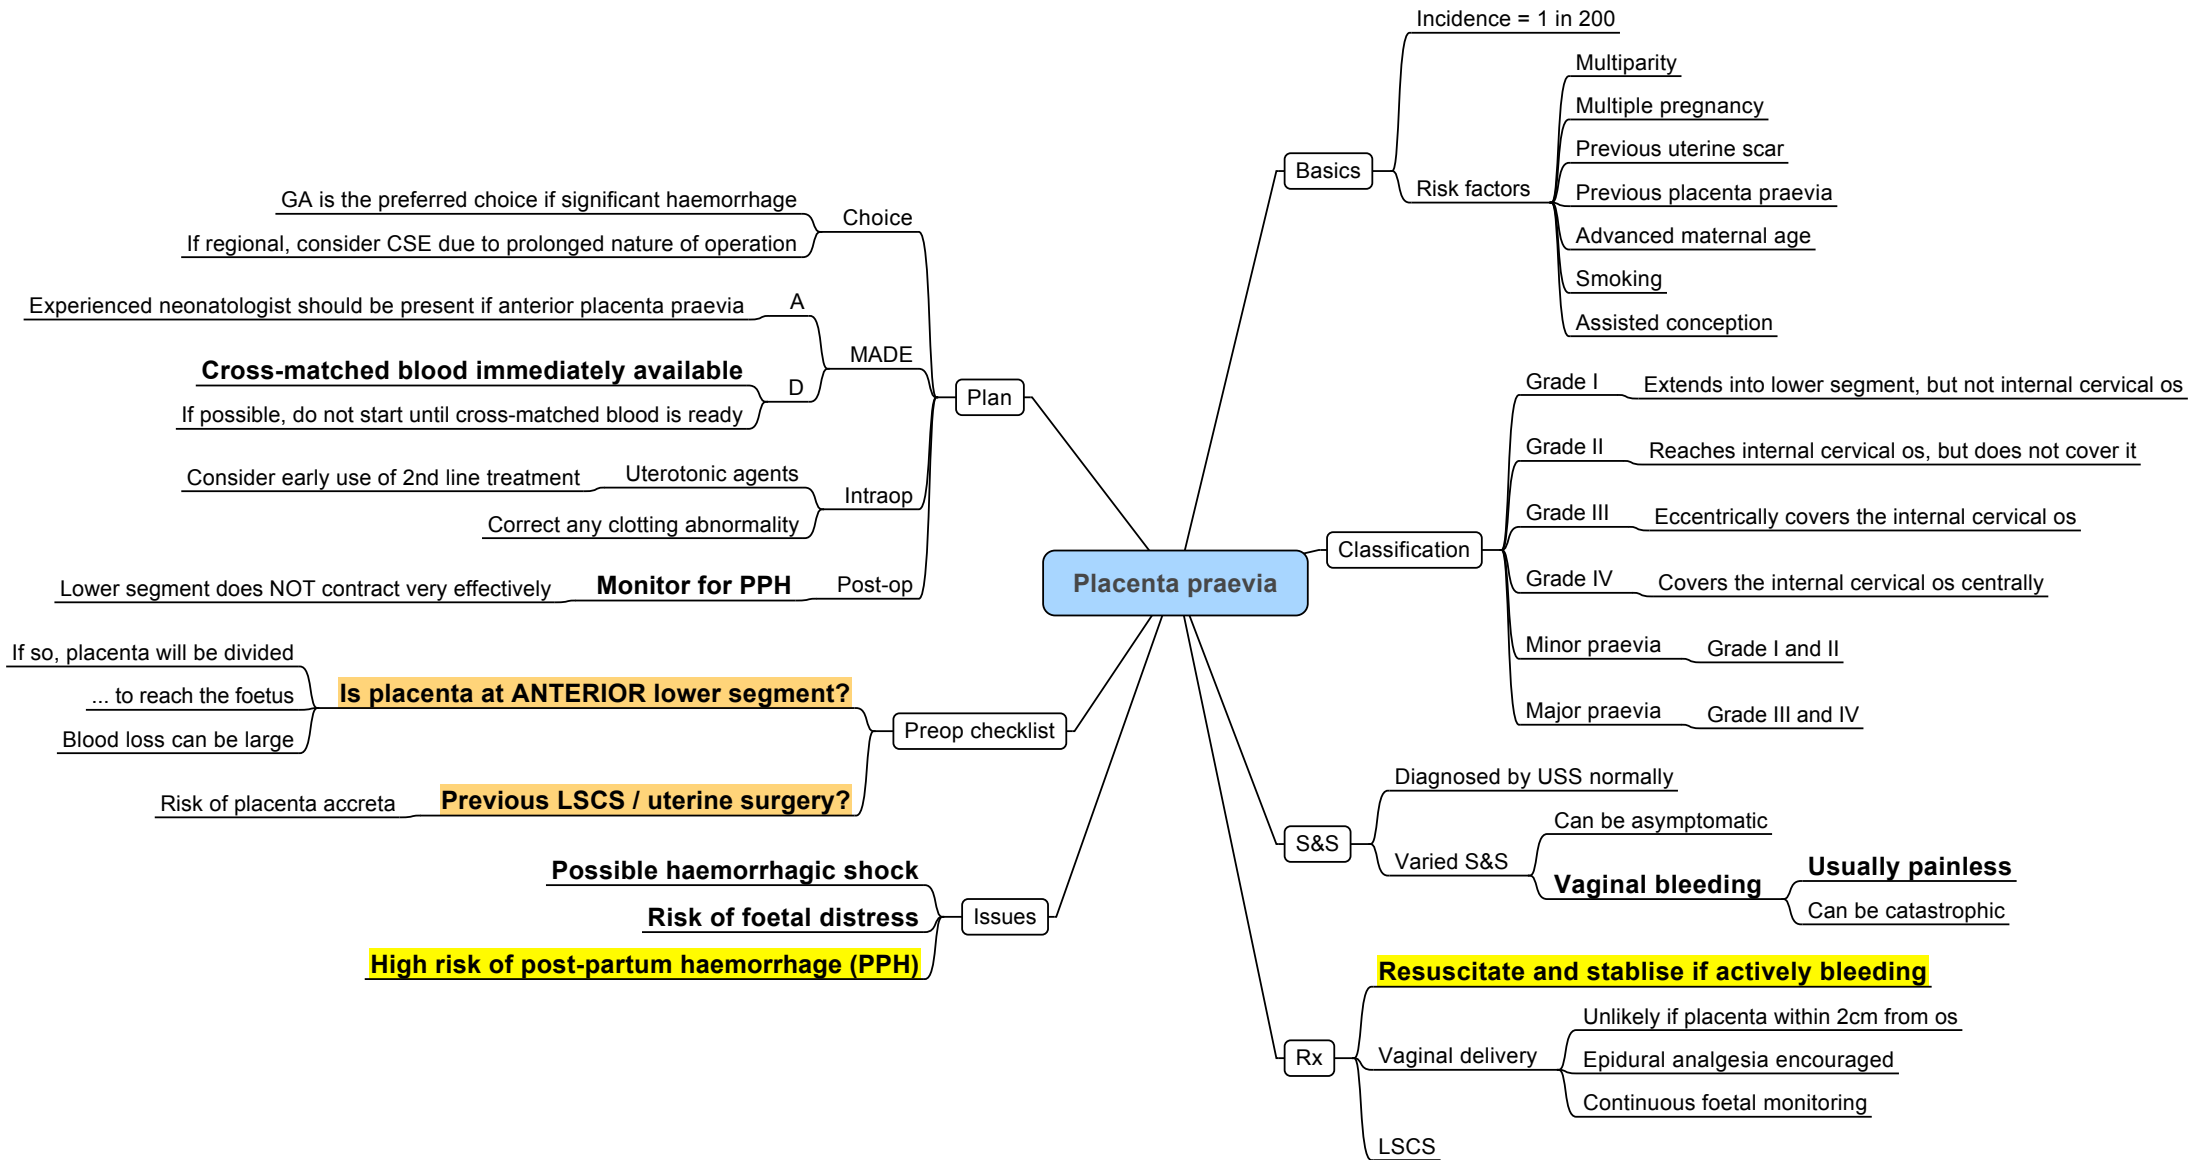 Placenta praevia
Basics
Incidence = 1 in 200
Risk factors
Multiparity
Multiple pregnancy
Previous uterine scar
Previous placenta praevia
Advanced maternal age
Smoking
Assisted conception
Classification
Grade I
Extends into lower segment, but not internal cervical os
Grade II
Reaches internal cervical os, but does not cover it
Grade III
Eccentrically covers the internal cervical os
Grade IV
Covers the internal cervical os centrally
Minor praevia
Grade I and II
Major praevia
Grade III and IV
S&S
Diagnosed by USS normally
Varied S&S
Can be asymptomatic
Vaginal bleeding
Usually painless
Can be catastrophic
Rx
Resuscitate and stablise if actively bleeding
Vaginal delivery
Unlikely if placenta within 2cm from os
Epidural analgesia encouraged
Continuous foetal monitoring
LSCS
Plan
Choice
GA is the preferred choice if significant haemorrhage
If regional, consider CSE due to prolonged nature of operation
MADE
A
Experienced neonatologist should be present if anterior placenta praevia
D
Cross-matched blood immediately available
If possible, do not start until cross-matched blood is ready
Intraop
Uterotonic agents
Consider early use of 2nd line treatment
Correct any clotting abnormality
Post-op
Monitor for PPH
Lower segment does NOT contract very effectively
Preop checklist
Is placenta at ANTERIOR lower segment?
If so, placenta will be divided
... to reach the foetus
Blood loss can be large
Previous LSCS / uterine surgery?
Risk of placenta accreta
Issues
Possible haemorrhagic shock
Risk of foetal distress
High risk of post-partum haemorrhage (PPH)